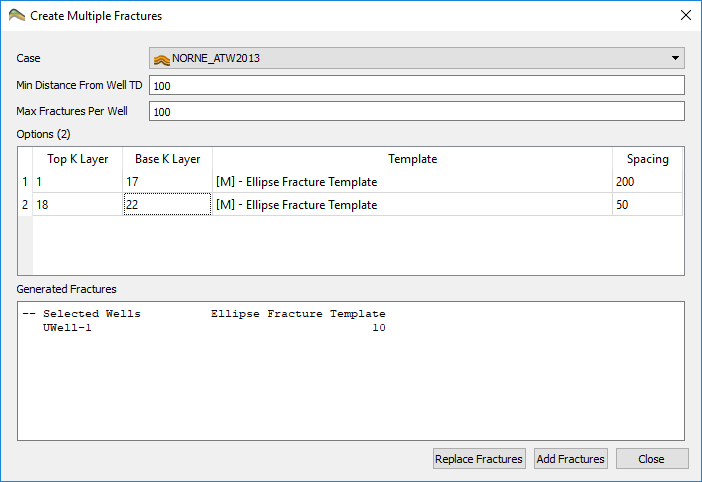 Create Multiple Fractures
Case NORNE_ATW2013
Min Distance From Well TD 100
Max Fractures Per Well 100
Options (2)
Top K Layer Base K Layer Template Spacing
1 1 17 [M] - Ellipse Fracture Template 200
2 18 22 [M] - Ellipse Fracture Template 50
Generated Fractures
-- Selected Wells Ellipse Fracture Template
UWell-1 10
Replace Fractures Add Fractures Close